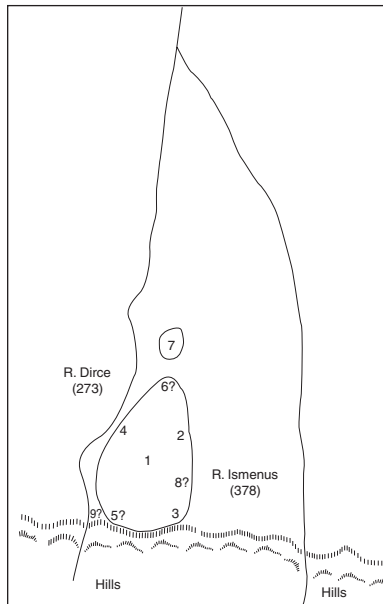 7
R. Dirce
(273)
6?
4
2
1
R. Ismenus
(378)
8?
9?
5?
3
Hills
Hills